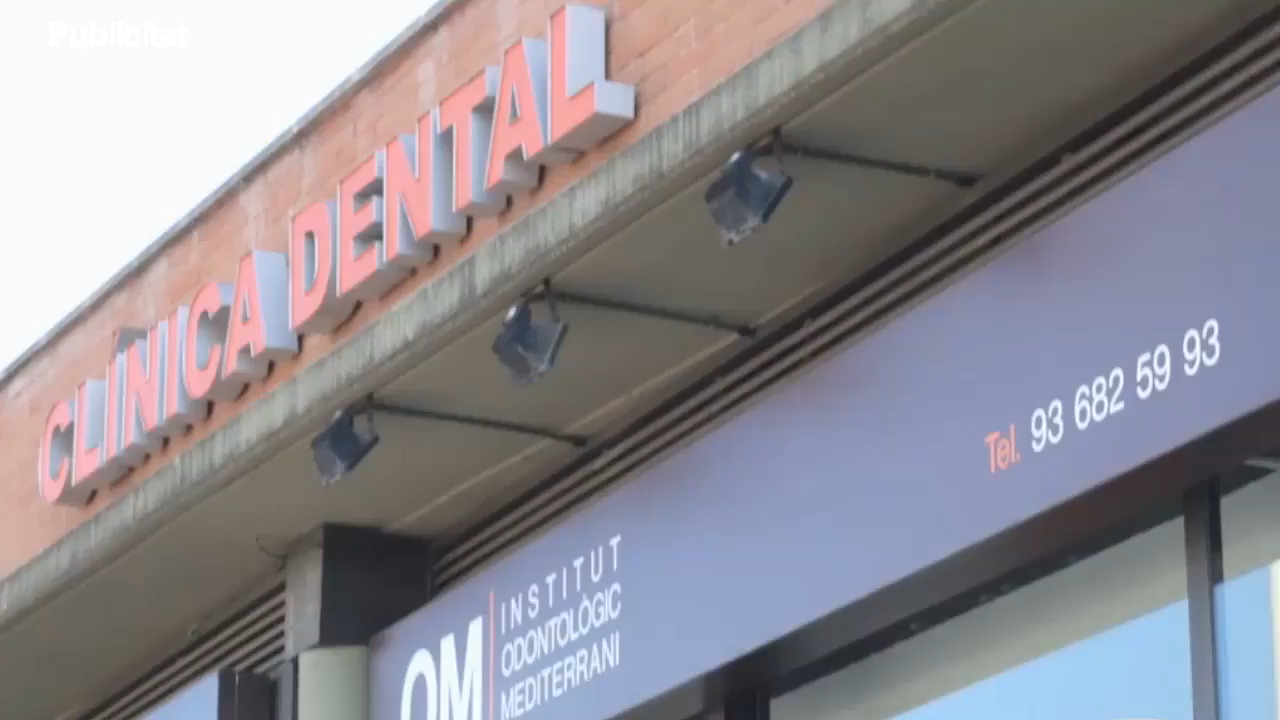 Publicitat
CLÍNICA DENTAL
Tel. 93 682 59 93
OM
INSTITUT
ODONTOLÒGIC
MEDITERRANI